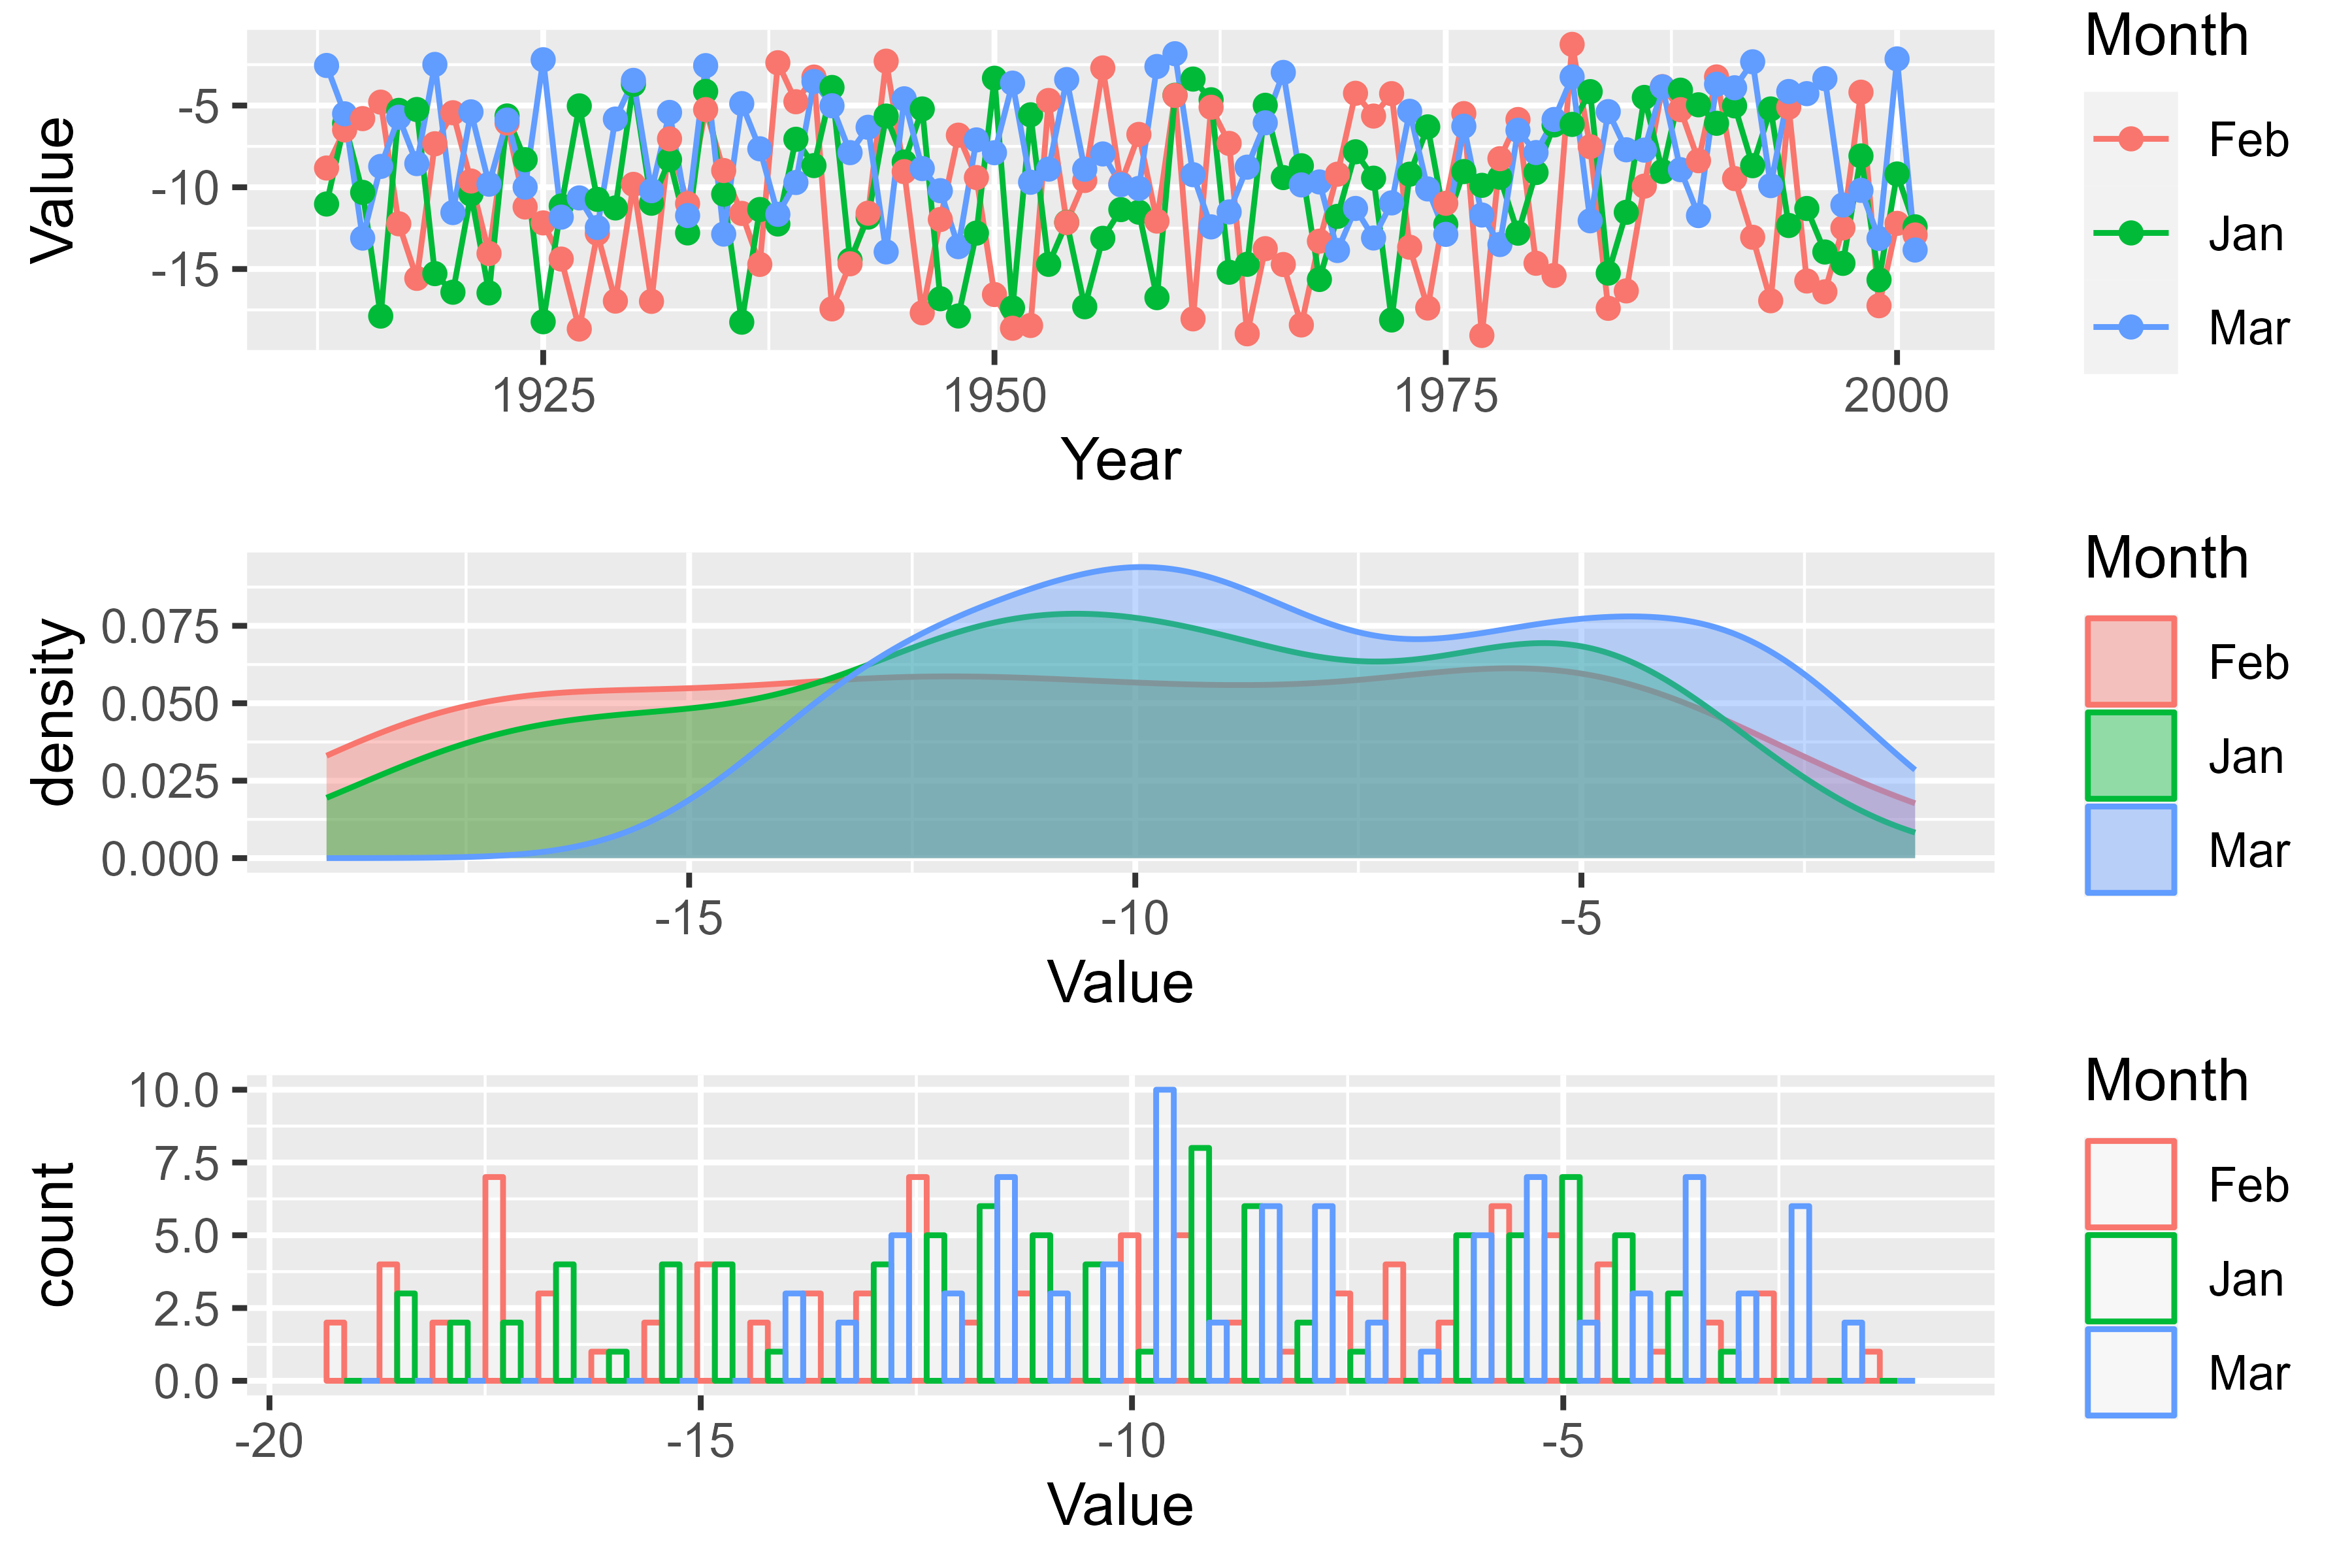 Value
-5
-10
-15
1925 1950 1975 2000
Year
Month
Feb
Jan
Mar
density
0.075
0.050
0.025
0.000
-15 -10 -5
Value
Month
Feb
Jan
Mar
count
10.0
7.5
5.0
2.5
0.0
-20 -15 -10 -5
Value
Month
Feb
Jan
Mar